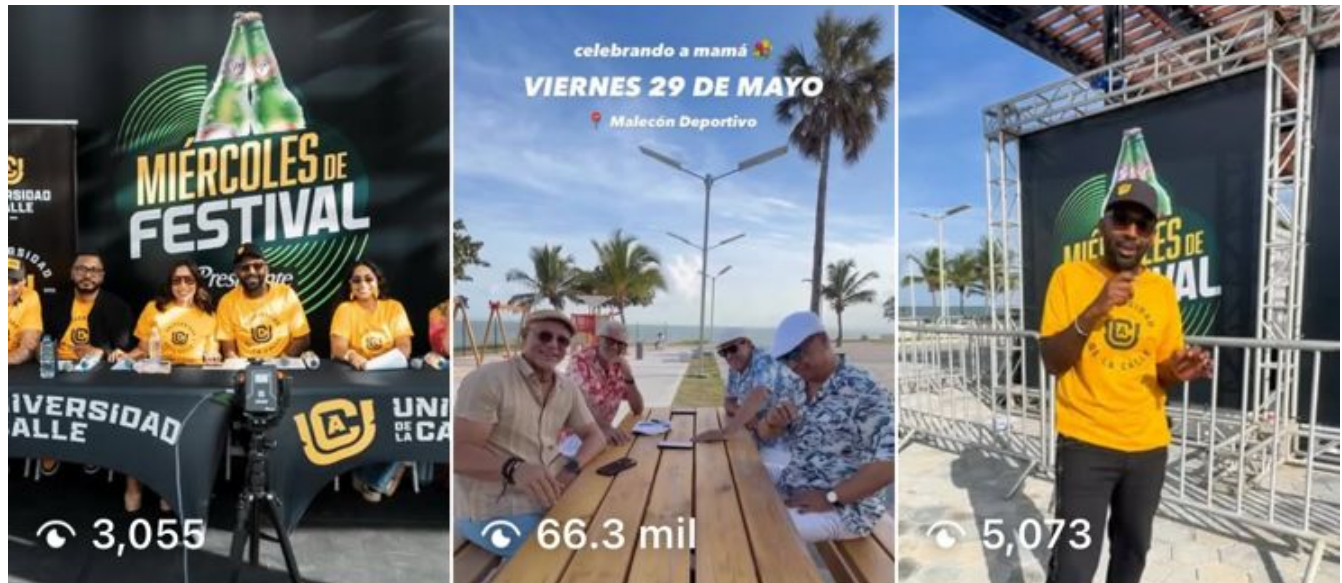 MIÉRCOLES DE
FESTIVAL
Presidente
UNIVERSIDAD
CALLE
UCA
UNI
DE LA CA
3,055
celebrando a mamá
VIERNES 29 DE MAYO
Malecón Deportivo
66.3 mil
MIÉRCOLES DE
VAL
UNIVERSIDAD
DE LA CALLE
5,073